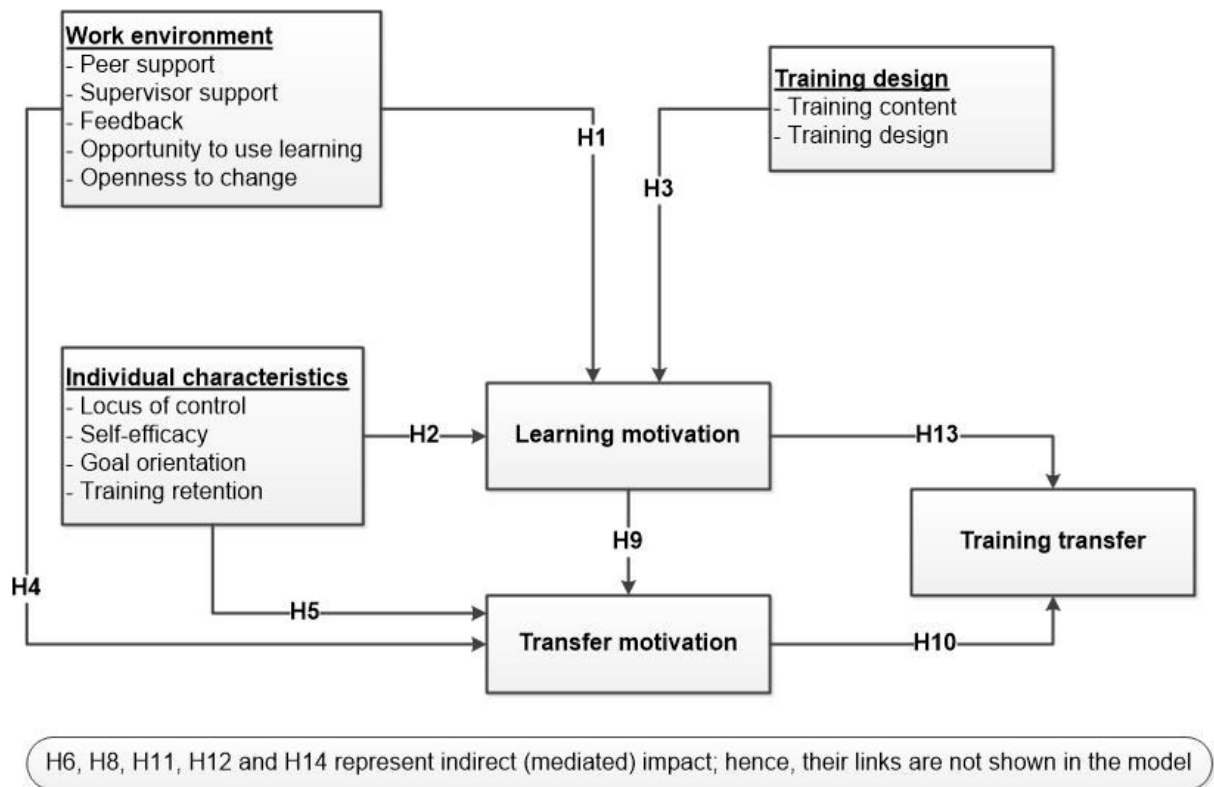 Work environment
- Peer support
- Supervisor support
- Feedback
- Opportunity to use learning
- Openness to change
Training design
- Training content
- Training design
H1
H3
Individual characteristics
- Locus of control
- Self-efficacy
- Goal orientation
- Training retention
H2
Learning motivation
H13
H9
Training transfer
H4
H5
Transfer motivation
H10
H6, H8, H11, H12 and H14 represent indirect (mediated) impact; hence, their links are not shown in the model